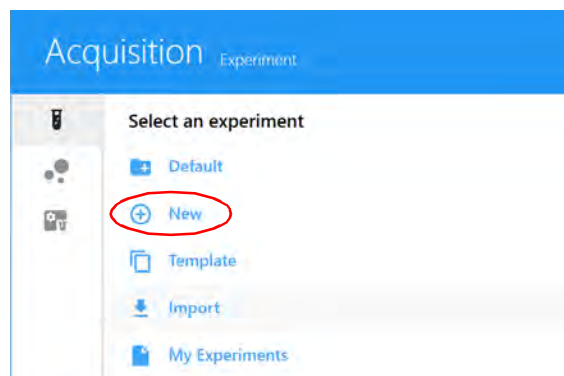 Acquisition Experiment
Select an experiment
Default
New
Template
Import
My Experiments